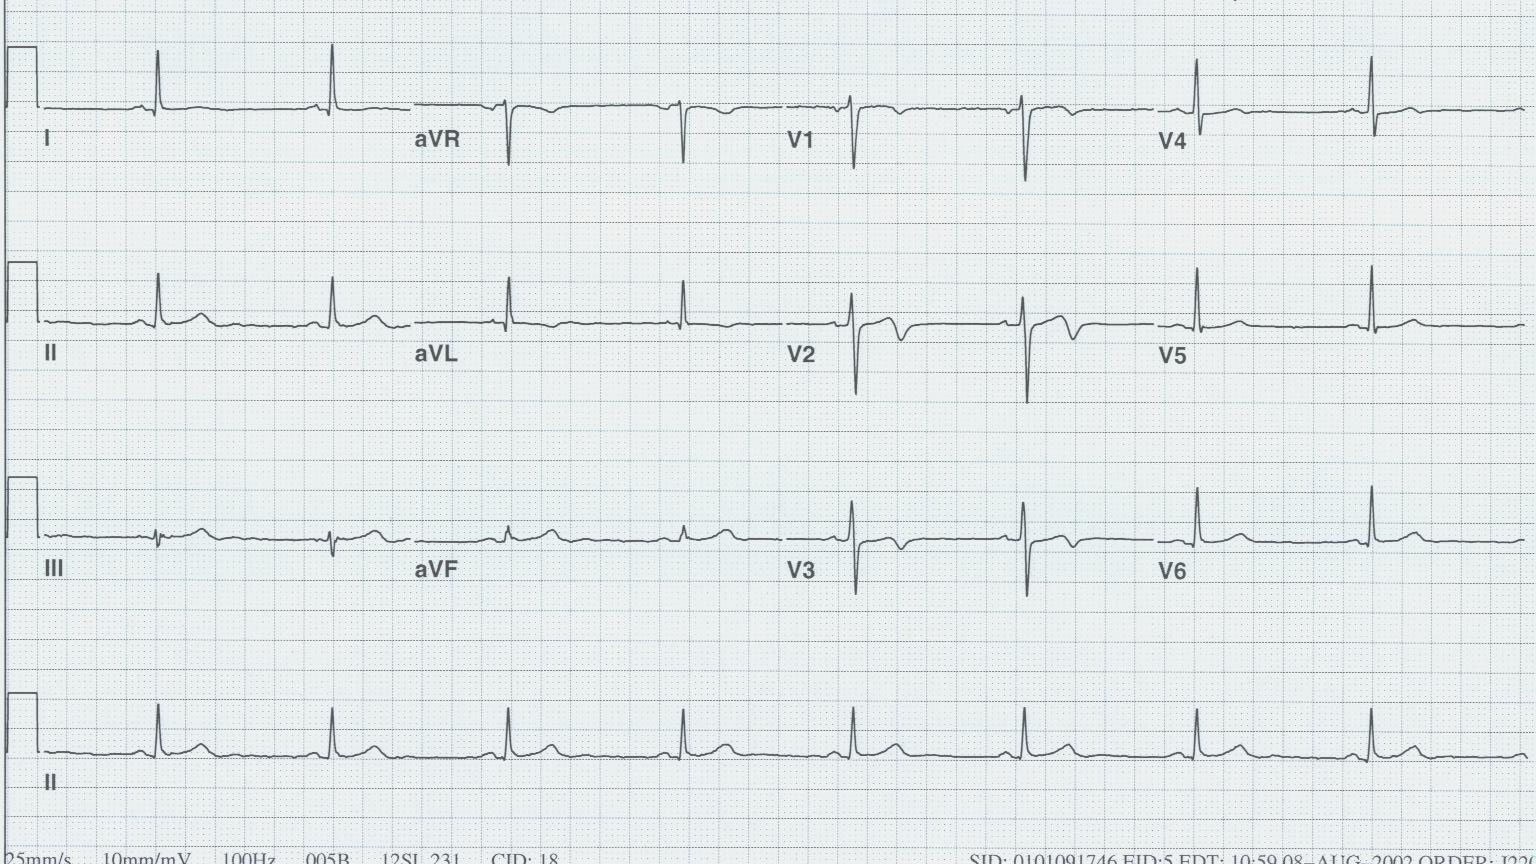 I aVR V1 V4
II aVL V2 V5
III aVF V3 V6
II
25mm/s 10mm/mV 100Hz 005B 12SL 231 CID: 18 SID: 0101091746 EID:5 EDT: 10:59 08-AUG-2002 ORDER: